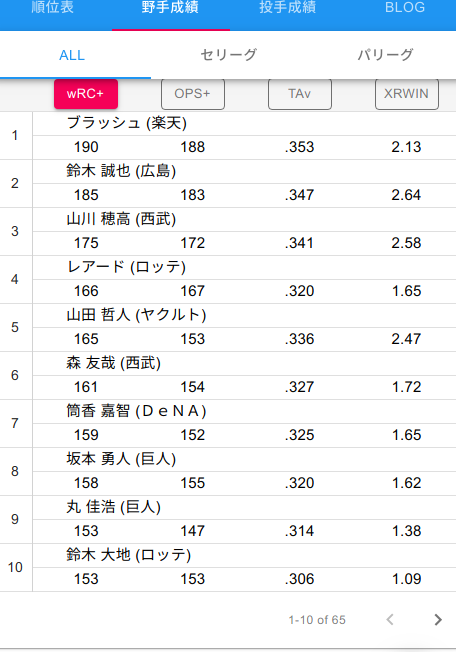 順位表 野手成績 投手成績 BLOG
ALL セリーグ パリーグ
wRC+ OPS+ TAv XRWIN
1 ブラッシュ (楽天)
190 188 .353 2.13
2 鈴木 誠也 (広島)
185 183 .347 2.64
3 山川 穂高 (西武)
175 172 .341 2.58
4 レアード (ロッテ)
166 167 .320 1.65
5 山田 哲人 (ヤクルト)
165 153 .336 2.47
6 森 友哉 (西武)
161 154 .327 1.72
7 筒香 嘉智 (ＤｅＮＡ)
159 152 .325 1.65
8 坂本 勇人 (巨人)
158 155 .320 1.62
9 丸 佳浩 (巨人)
153 147 .314 1.38
10 鈴木 大地 (ロッテ)
153 153 .306 1.09
1-10 of 65